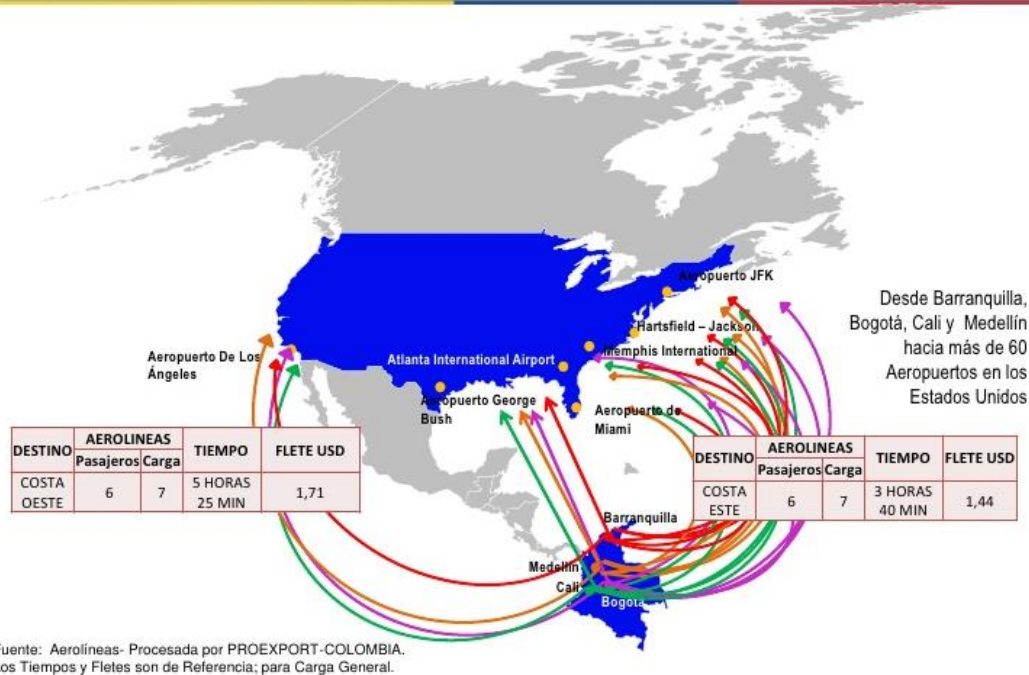 Aeropuerto JFK
Desde Barranquilla,
Bogotá, Cali y Medellín
hacia más de 60
Aeropuertos en los
Estados Unidos
Hartsfield – Jackson
Memphis International
Atlanta International Airport
Aeropuerto De Los
Ángeles
Aeropuerto George
Bush
Aeropuerto de
Miami
DESTINO AEROLINEAS TIEMPO FLETE USD
Pasajeros Carga
COSTA OESTE 6 7 5 HORAS 25 MIN 1,71
DESTINO AEROLINEAS TIEMPO FLETE USD
Pasajeros Carga
COSTA ESTE 6 7 3 HORAS 40 MIN 1,44
Barranquilla
Medellín
Cali
Bogotá
Fuente: Aerolíneas- Procesada por PROEXPORT-COLOMBIA.
Los Tiempos y Fletes son de Referencia; para Carga General.